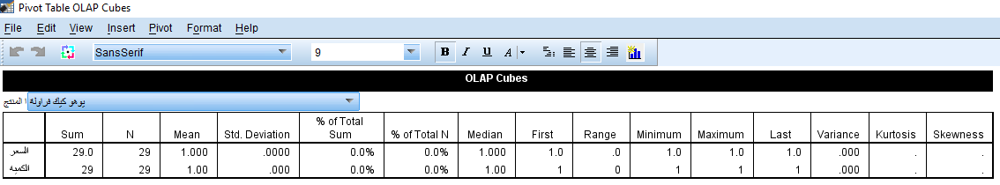 Pivot Table OLAP Cubes
File Edit View Insert Pivot Format Help
SansSerif 9 B I U A
OLAP Cubes
المنتج يوهو كيك فراولة
Sum N Mean Std. Deviation % of Total Sum % of Total N Median First Range Minimum Maximum Last Variance Kurtosis Skewness
السعر 29.0 29 1.000 .0000 0.0% 0.0% 1.000 1.0 .0 1.0 1.0 1.0 .000 . .
الكميه 29 29 1.00 .000 0.0% 0.0% 1.00 1 0 1 1 1 .000 . .